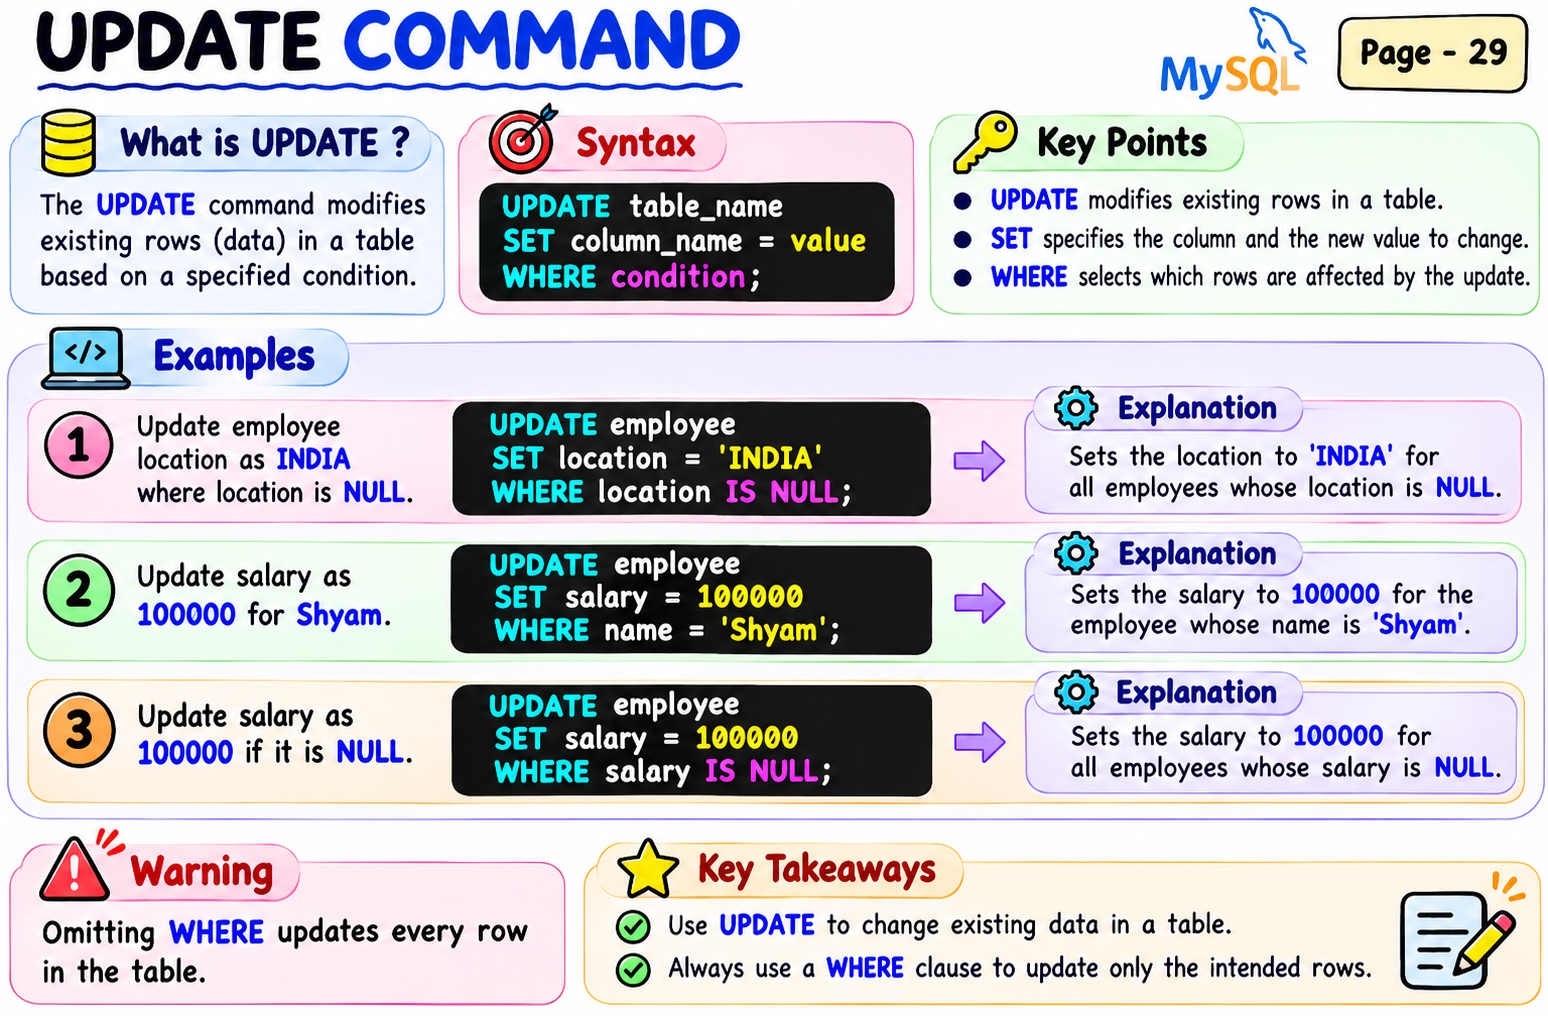 UPDATE COMMAND
MySQL
Page - 29
What is UPDATE ?
The UPDATE command modifies
existing rows (data) in a table
based on a specified condition.
Syntax
UPDATE table_name
SET column_name = value
WHERE condition;
Key Points
UPDATE modifies existing rows in a table.
SET specifies the column and the new value to change.
WHERE selects which rows are affected by the update.
</> Examples
1
Update employee
location as INDIA
where location is NULL.
UPDATE employee
SET location = 'INDIA'
WHERE location IS NULL;
Explanation
Sets the location to 'INDIA' for
all employees whose location is NULL.
2
Update salary as
100000 for Shyam.
UPDATE employee
SET salary = 100000
WHERE name = 'Shyam';
Explanation
Sets the salary to 100000 for the
employee whose name is 'Shyam'.
3
Update salary as
100000 if it is NULL.
UPDATE employee
SET salary = 100000
WHERE salary IS NULL;
Explanation
Sets the salary to 100000 for
all employees whose salary is NULL.
! Warning
Omitting WHERE updates every row
in the table.
Key Takeaways
Use UPDATE to change existing data in a table.
Always use a WHERE clause to update only the intended rows.